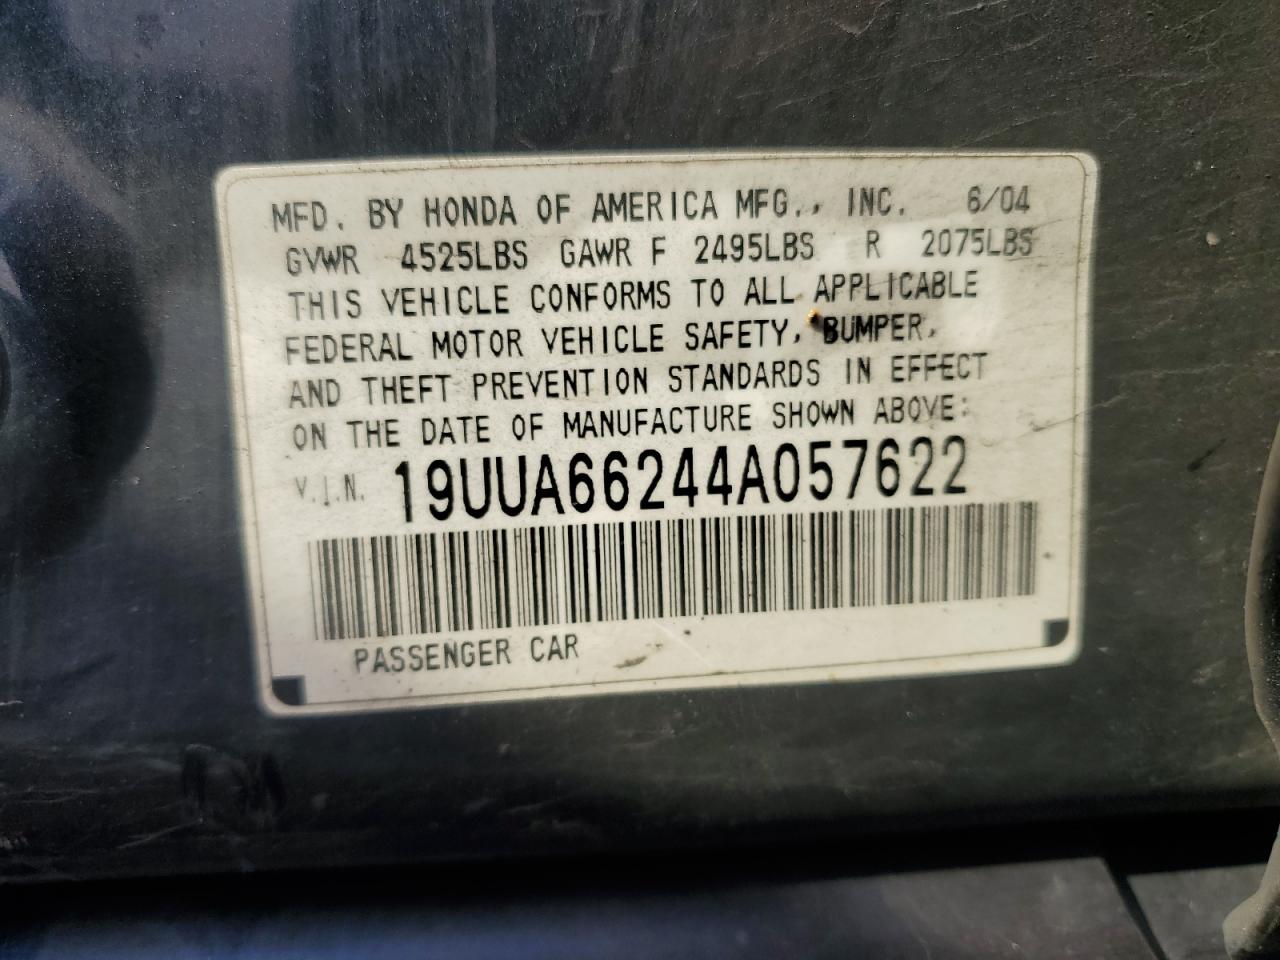 MFD. BY HONDA OF AMERICA MFG., INC. 6/04
GVWR 4525LBS GAWR F 2495LBS R 2075LBS
THIS VEHICLE CONFORMS TO ALL APPLICABLE
FEDERAL MOTOR VEHICLE SAFETY, BUMPER,
AND THEFT PREVENTION STANDARDS IN EFFECT
ON THE DATE OF MANUFACTURE SHOWN ABOVE:
V.I.N. 19UUA66244A057622
PASSENGER CAR